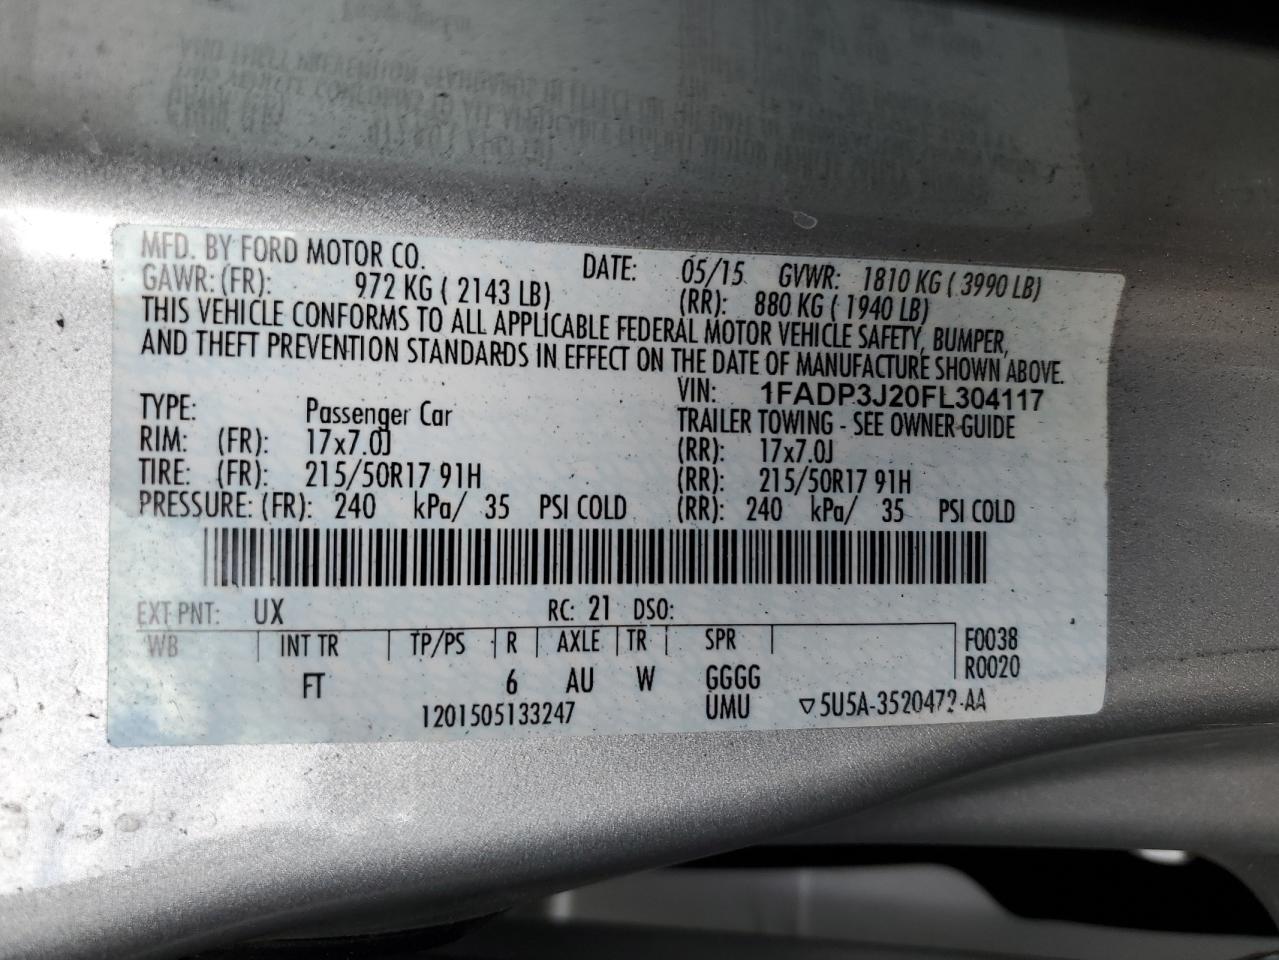 MFD. BY FORD MOTOR CO. DATE: 05/15 GVWR: 1810 KG ( 3990 LB)
GAWR: (FR): 972 KG ( 2143 LB) (RR): 880 KG ( 1940 LB)
THIS VEHICLE CONFORMS TO ALL APPLICABLE FEDERAL MOTOR VEHICLE SAFETY, BUMPER,
AND THEFT PREVENTION STANDARDS IN EFFECT ON THE DATE OF MANUFACTURE SHOWN ABOVE.
VIN: 1FADP3J20FL304117
TYPE: Passenger Car TRAILER TOWING - SEE OWNER GUIDE
RIM: (FR): 17x7.0J (RR): 17x7.0J
TIRE: (FR): 215/50R17 91H (RR): 215/50R17 91H
PRESSURE: (FR): 240 kPa/ 35 PSI COLD (RR): 240 kPa/ 35 PSI COLD
EXT PNT: UX RC: 21 DSO:
WB INT TR TP/PS R AXLE TR SPR F0038
FT 6 AU W GGGG R0020
1201505133247 UMU ▽5U5A-3520472-AA